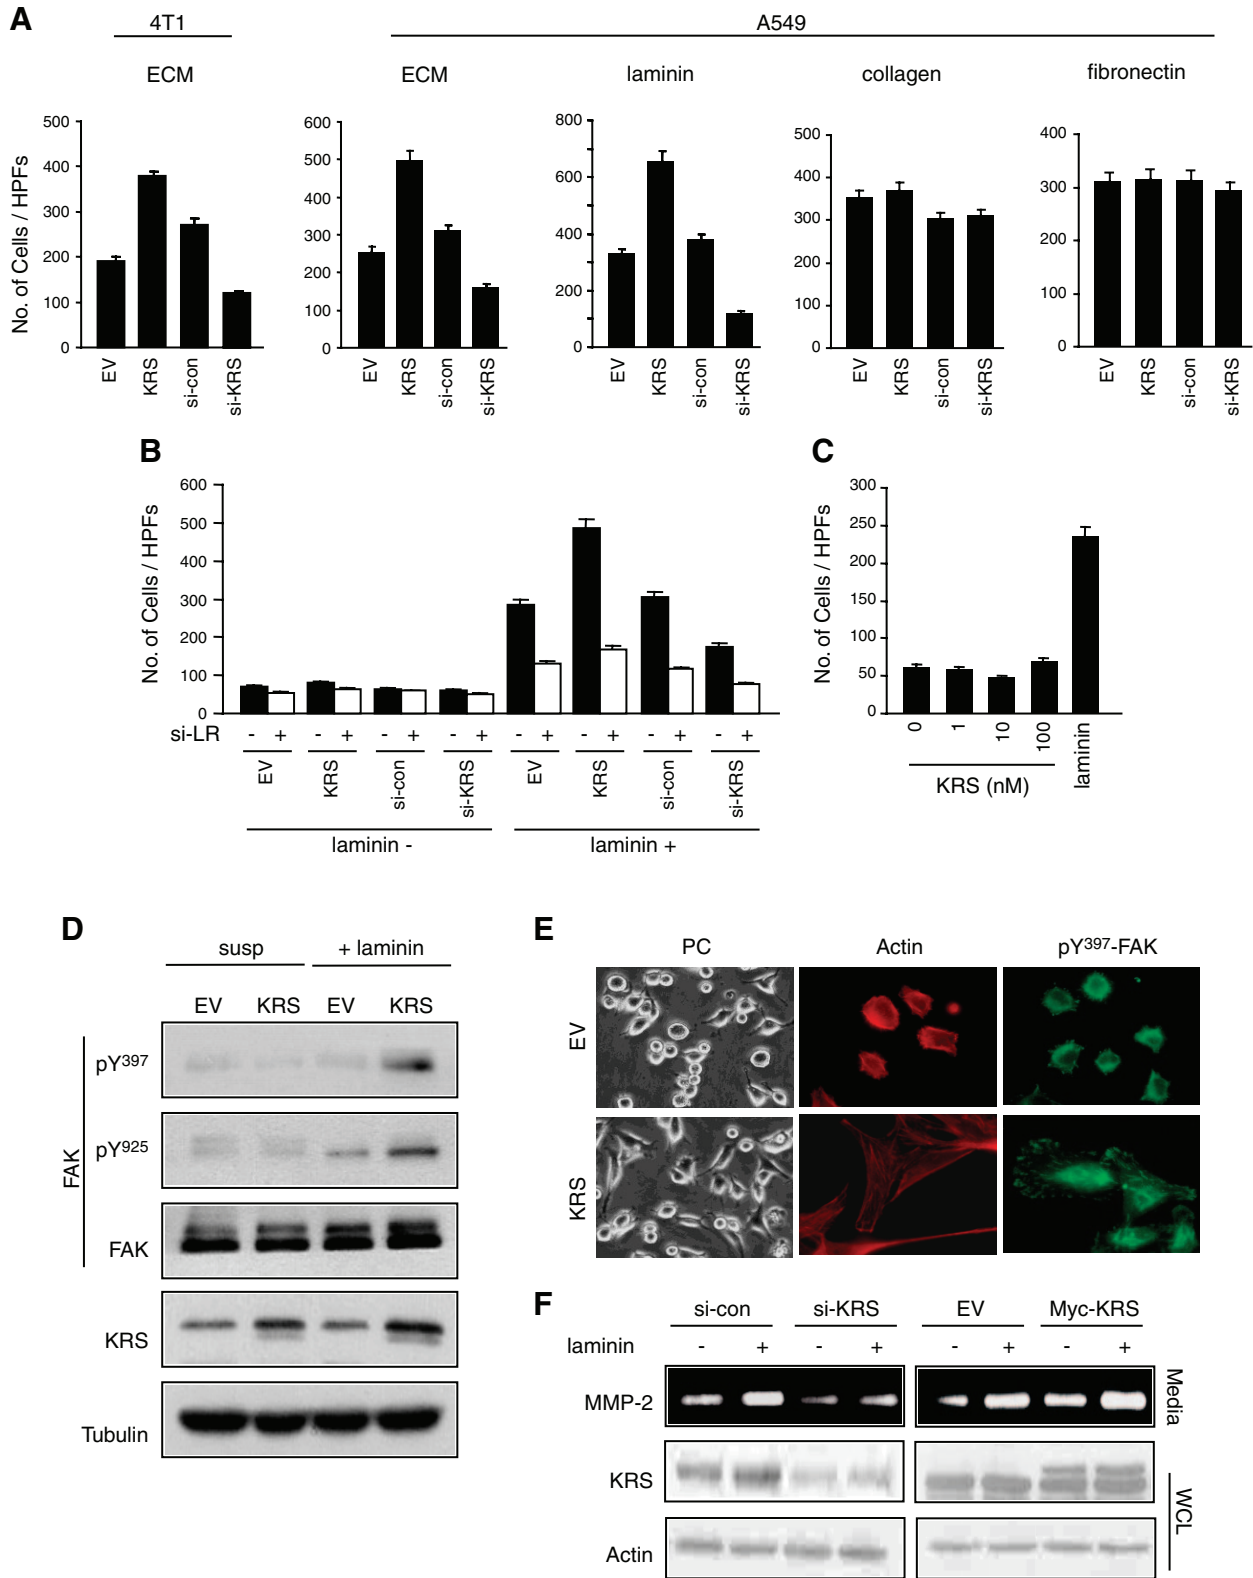 A
4T1
A549
ECM
ECM
laminin
collagen
fibronectin
No. of Cells / HPFs
500
400
300
200
100
0
EV
KRS
si-con
si-KRS
600
500
400
300
200
100
0
EV
KRS
si-con
si-KRS
800
600
400
200
0
EV
KRS
si-con
si-KRS
500
400
300
200
100
0
EV
KRS
si-con
si-KRS
400
300
200
100
0
EV
KRS
si-con
si-KRS
B
No. of Cells / HPFs
600
500
400
300
200
100
0
si-LR - + - + - + - + - + - + - + - +
EV KRS si-con si-KRS EV KRS si-con si-KRS
laminin - laminin +
C
No. of Cells / HPFs
300
250
200
150
100
50
0
0 1 10 100 laminin
KRS (nM)
D
susp + laminin
EV KRS EV KRS
FAK
pY397
pY925
FAK
KRS
Tubulin
E
PC Actin pY397-FAK
EV
KRS
F
si-con si-KRS EV Myc-KRS
laminin - + - + - + - +
MMP-2
Media
KRS
WCL
Actin